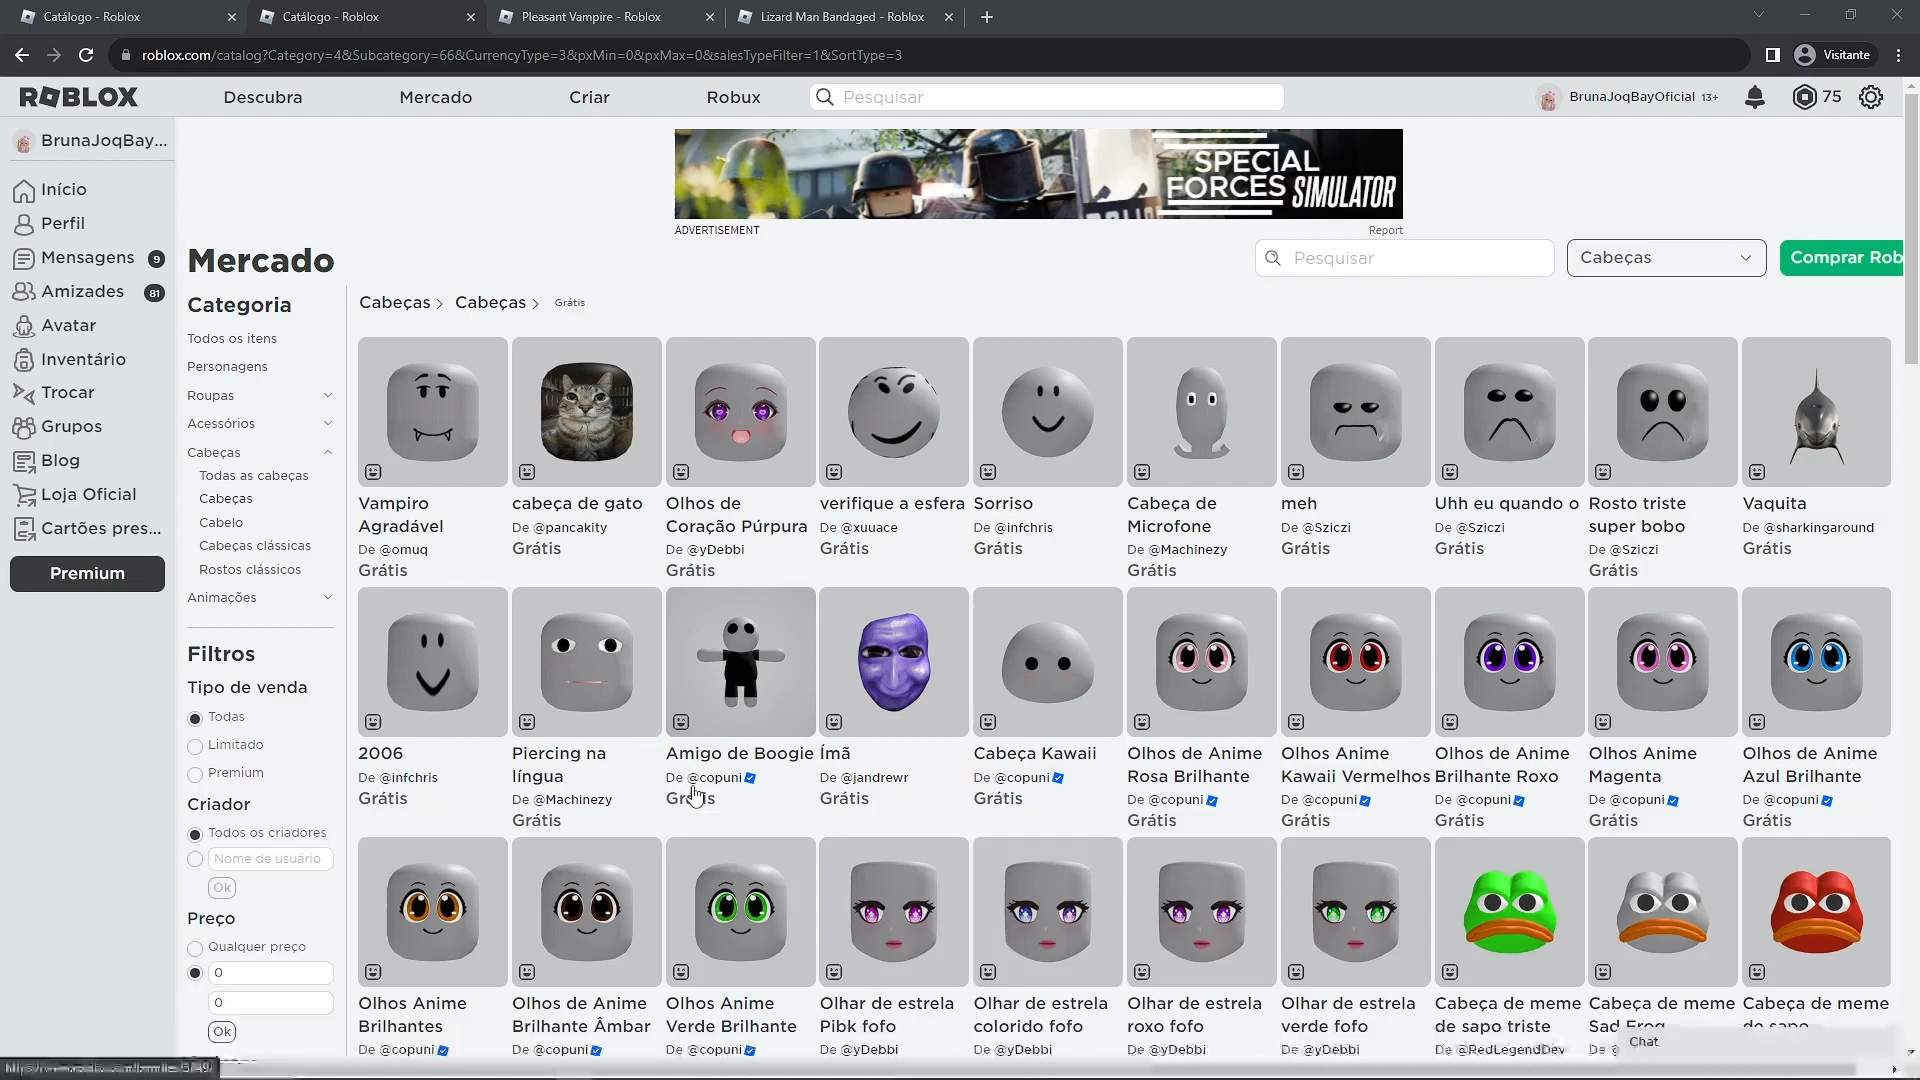 Catálogo - Roblox
Catálogo - Roblox
Pleasant Vampire - Roblox
Lizard Man Bandaged - Roblox
roblox.com/catalog?Category=4&Subcategory=66&CurrencyType=3&pxMin=0&pxMax=0&salesTypeFilter=1&SortType=3
Visitante
ROBLOX
Descubra
Mercado
Criar
Robux
Pesquisar
BrunaJoqBayOficial 13+
75
BrunaJoqBay...
Início
Perfil
Mensagens 9
Amizades 81
Avatar
Inventário
Trocar
Grupos
Blog
Loja Oficial
Cartões pres...
Premium
SPECIAL
FORCES SIMULATOR
ADVERTISEMENT
Report
Mercado
Pesquisar
Cabeças
Comprar Rob
Categoria
Todos os itens
Personagens
Roupas
Acessórios
Cabeças
Todas as cabeças
Cabeças
Cabelo
Cabeças clássicas
Rostos clássicos
Animações
Filtros
Tipo de venda
Todas
Limitado
Premium
Criador
Todos os criadores
Nome de usuário
Ok
Preço
Qualquer preço
0
0
Ok
Cabeças > Cabeças > Grátis
Vampiro
Agradável
De @omuq
Grátis
cabeça de gato
De @pancakity
Grátis
Olhos de
Coração Púrpura
De @yDebbi
Grátis
verifique a esfera
De @xuuace
Grátis
Sorriso
De @infchris
Grátis
Cabeça de
Microfone
De @Machinezy
Grátis
meh
De @Sziczi
Grátis
Uhh eu quando o
De @Sziczi
Grátis
Rosto triste
super bobo
De @Sziczi
Grátis
Vaquita
De @sharkingaround
Grátis
2006
De @infchris
Grátis
Piercing na
língua
De @Machinezy
Grátis
Amigo de Boogie
De @copuni
Grátis
Ímã
De @jandrewr
Grátis
Cabeça Kawaii
De @copuni
Grátis
Olhos de Anime
Rosa Brilhante
De @copuni
Grátis
Olhos Anime
Kawaii Vermelhos
De @copuni
Grátis
Olhos de Anime
Brilhante Roxo
De @copuni
Grátis
Olhos Anime
Magenta
De @copuni
Grátis
Olhos de Anime
Azul Brilhante
De @copuni
Grátis
Olhos Anime
Brilhantes
De @copuni
Olhos de Anime
Brilhante Âmbar
De @copuni
Olhos Anime
Verde Brilhante
De @copuni
Olhar de estrela
Pibk fofo
De @yDebbi
Olhar de estrela
colorido fofo
De @yDebbi
Olhar de estrela
roxo fofo
De @yDebbi
Olhar de estrela
verde fofo
De @yDebbi
Cabeça de meme
de sapo triste
De @RedLegendDev
Cabeça de meme
Sad Frog
De @
Cabeça de meme
de sapo
Chat